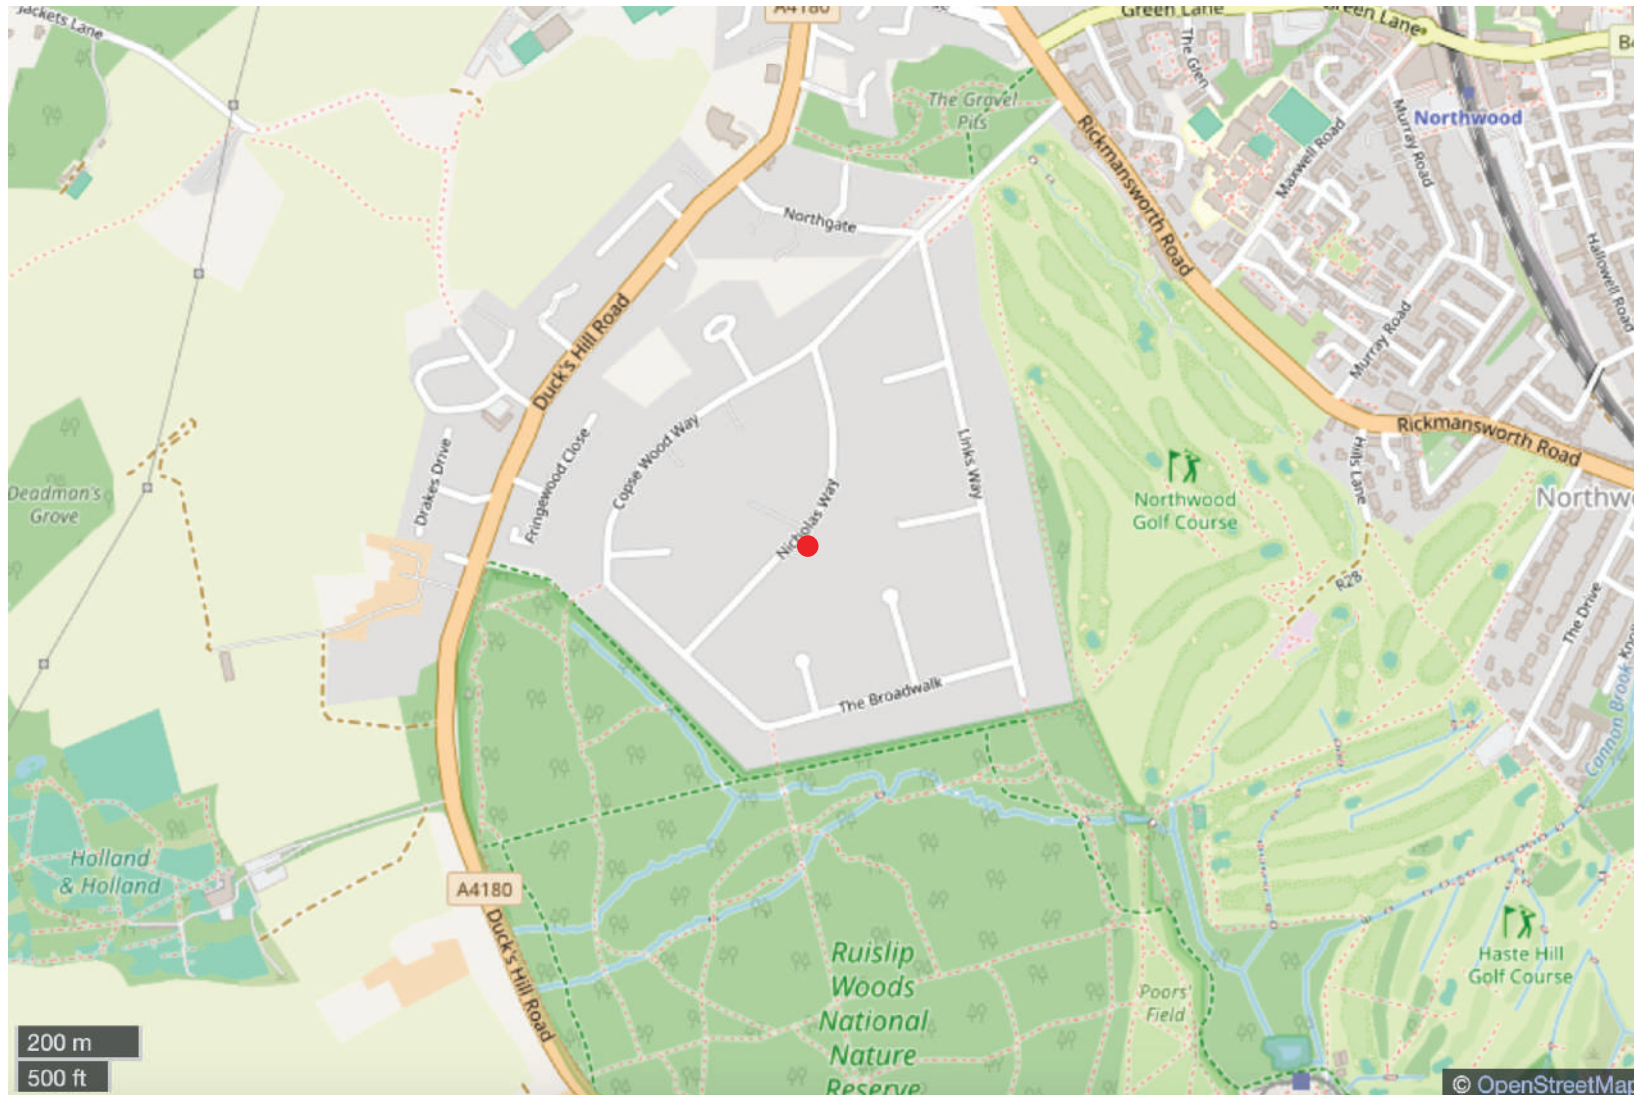 Jackets Lane
A4180
Green Lane
Green Lane
The Glen
The Gravel
Pits
Northwood
Rickmansworth Road
Maxwell Road
Murray Road
Hallowell Road
Northgate
Duck's Hill Road
Murray Road
Rickmansworth Road
Copse Wood Way
Links Way
Hills Lane
Drakes Drive
Fringewood Close
Nicholas Way
Northwood
Golf Course
Deadman's
Grove
R28
The Drive
The Broadwalk
Cannon Brook
Holland
& Holland
A4180
Duck's Hill Road
Ruislip
Woods
National
Nature
Reserve
Poors'
Field
Haste Hill
Golf Course
200 m
500 ft
© OpenStreetMap